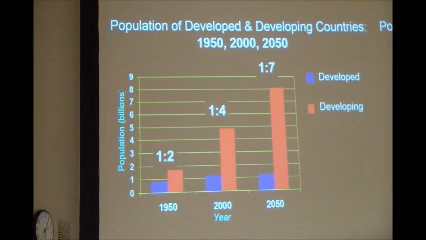 Population of Developed & Developing Countries: Po
1950, 2000, 2050
1:7
Developed
Developing
1:4
1:2
Population (billions
9
8
7
6
5
4
3
2
1
0
1950 2000 2050
Year